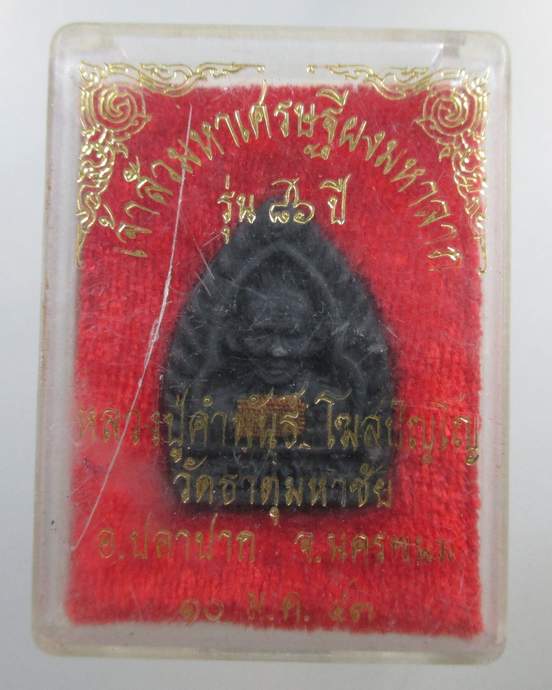 เจ้าสัวมหาเศรษฐีผงมหาลาภ
รุ่น ๘๖ ปี
หลวงปู่คำพันธ์ โฆสปัญโญ
วัดธาตุมหาชัย
อ.ปลาปาก จ.นครพนม
๑๐ พ.ค. ๔๓